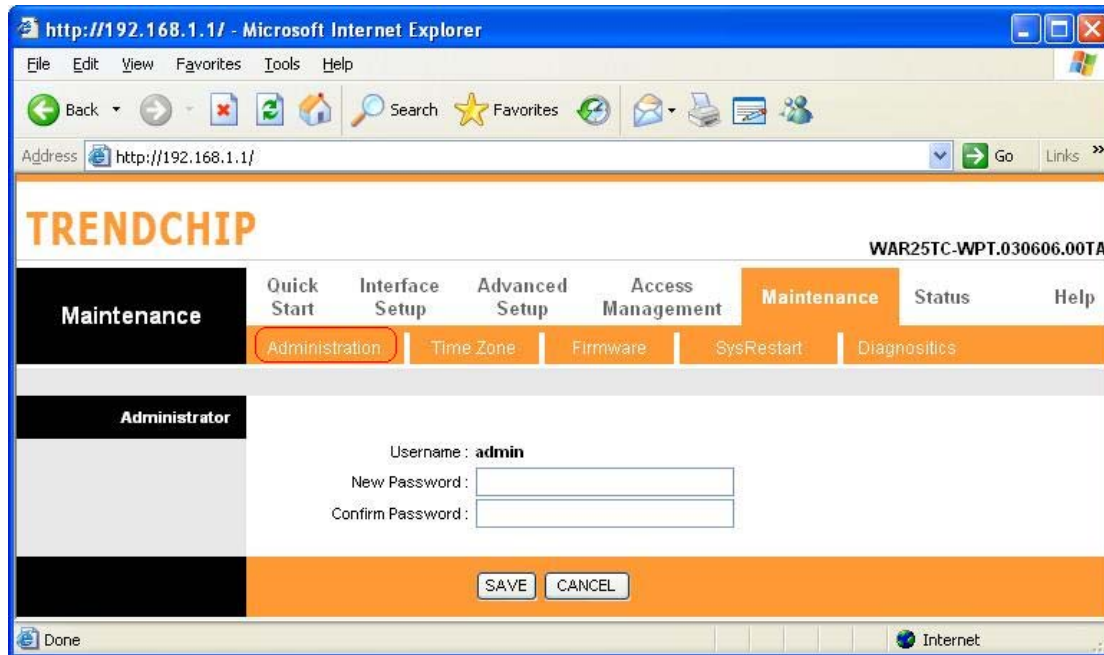 http://192.168.1.1/ - Microsoft Internet Explorer
File Edit View Favorites Tools Help
Back Search Favorites
Address http://192.168.1.1/ Go Links »
TRENDCHIP
WAR25TC-WPT.030606.00TA
Maintenance
Quick Start Interface Setup Advanced Setup Access Management Maintenance Status Help
Administration Time Zone Firmware SysRestart Diagnositics
Administrator
Username : admin
New Password :
Confirm Password :
SAVE CANCEL
Done Internet